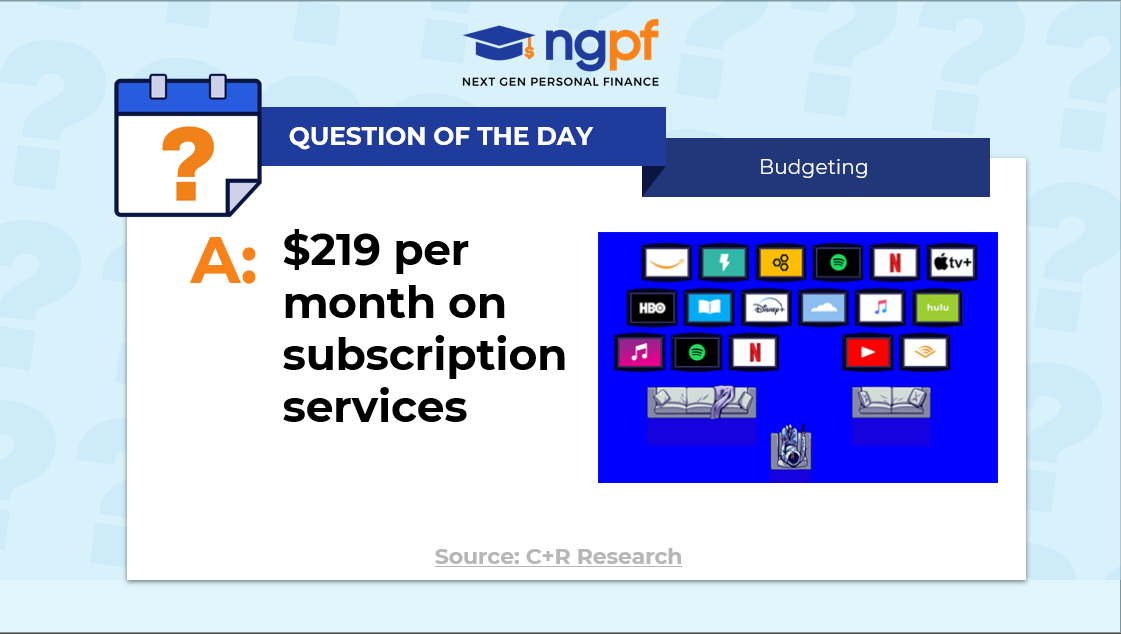 ngpf
NEXT GEN PERSONAL FINANCE
QUESTION OF THE DAY
Budgeting
?
A:
$219 per
month on
subscription
services
N
tv+
HBO
Disney+
hulu
N
Source: C+R Research